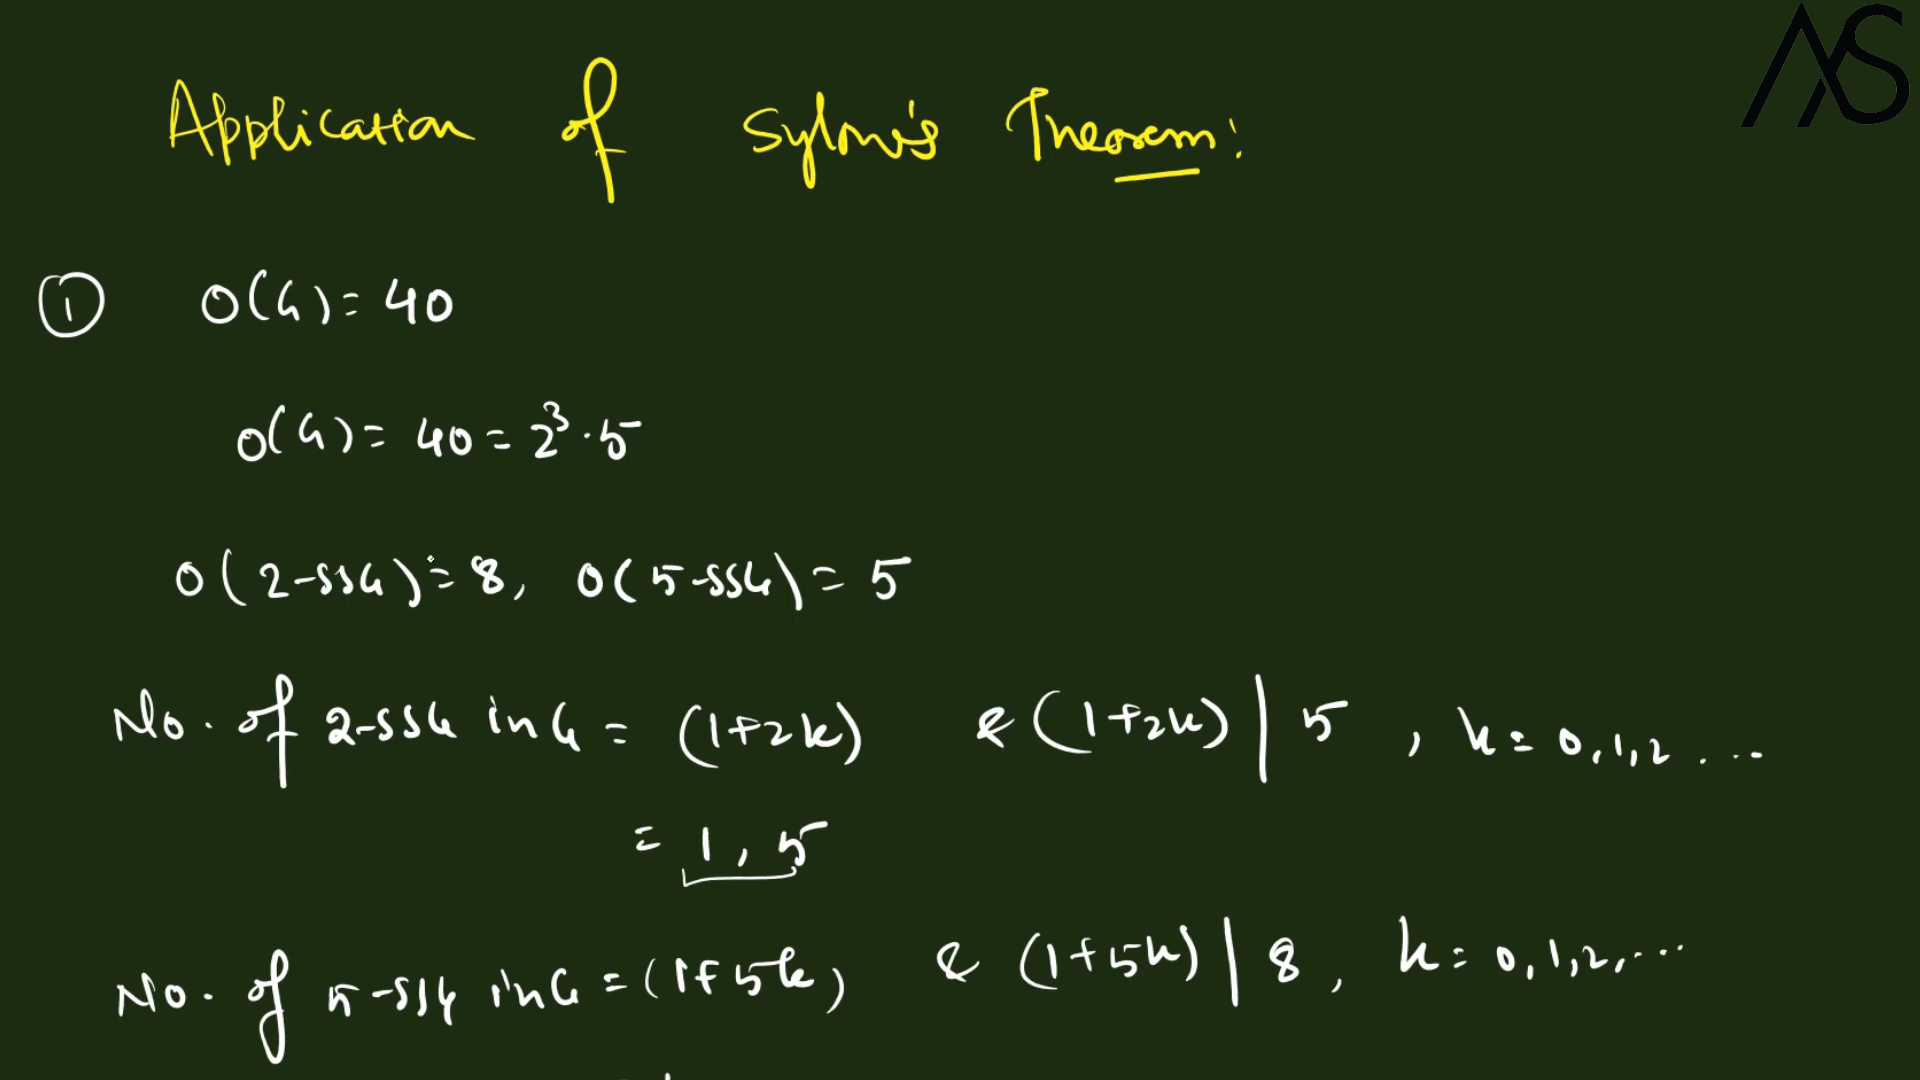 AS
Application of Sylow's Theorem:
① O(G) = 40
O(G) = 40 = 2³·5
O(2-SSG) = 8, O(5-SSG) = 5
No. of 2-SSG in G = (1+2k) & (1+2k) | 5, k = 0,1,2....
= 1, 5
No. of 5-SSG in G = (1+5k) & (1+5k) | 8, k = 0,1,2,...